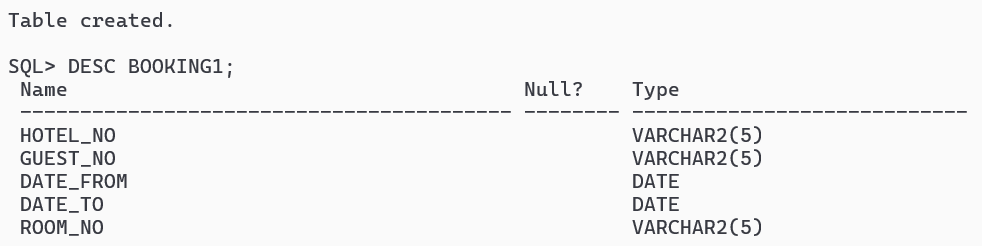 Table created.
SQL> DESC BOOKING1;
 Name                                      Null?    Type
 ----------------------------------------- -------- ----------------------------
 HOTEL_NO                                           VARCHAR2(5)
 GUEST_NO                                           VARCHAR2(5)
 DATE_FROM                                          DATE
 DATE_TO                                            DATE
 ROOM_NO                                            VARCHAR2(5)